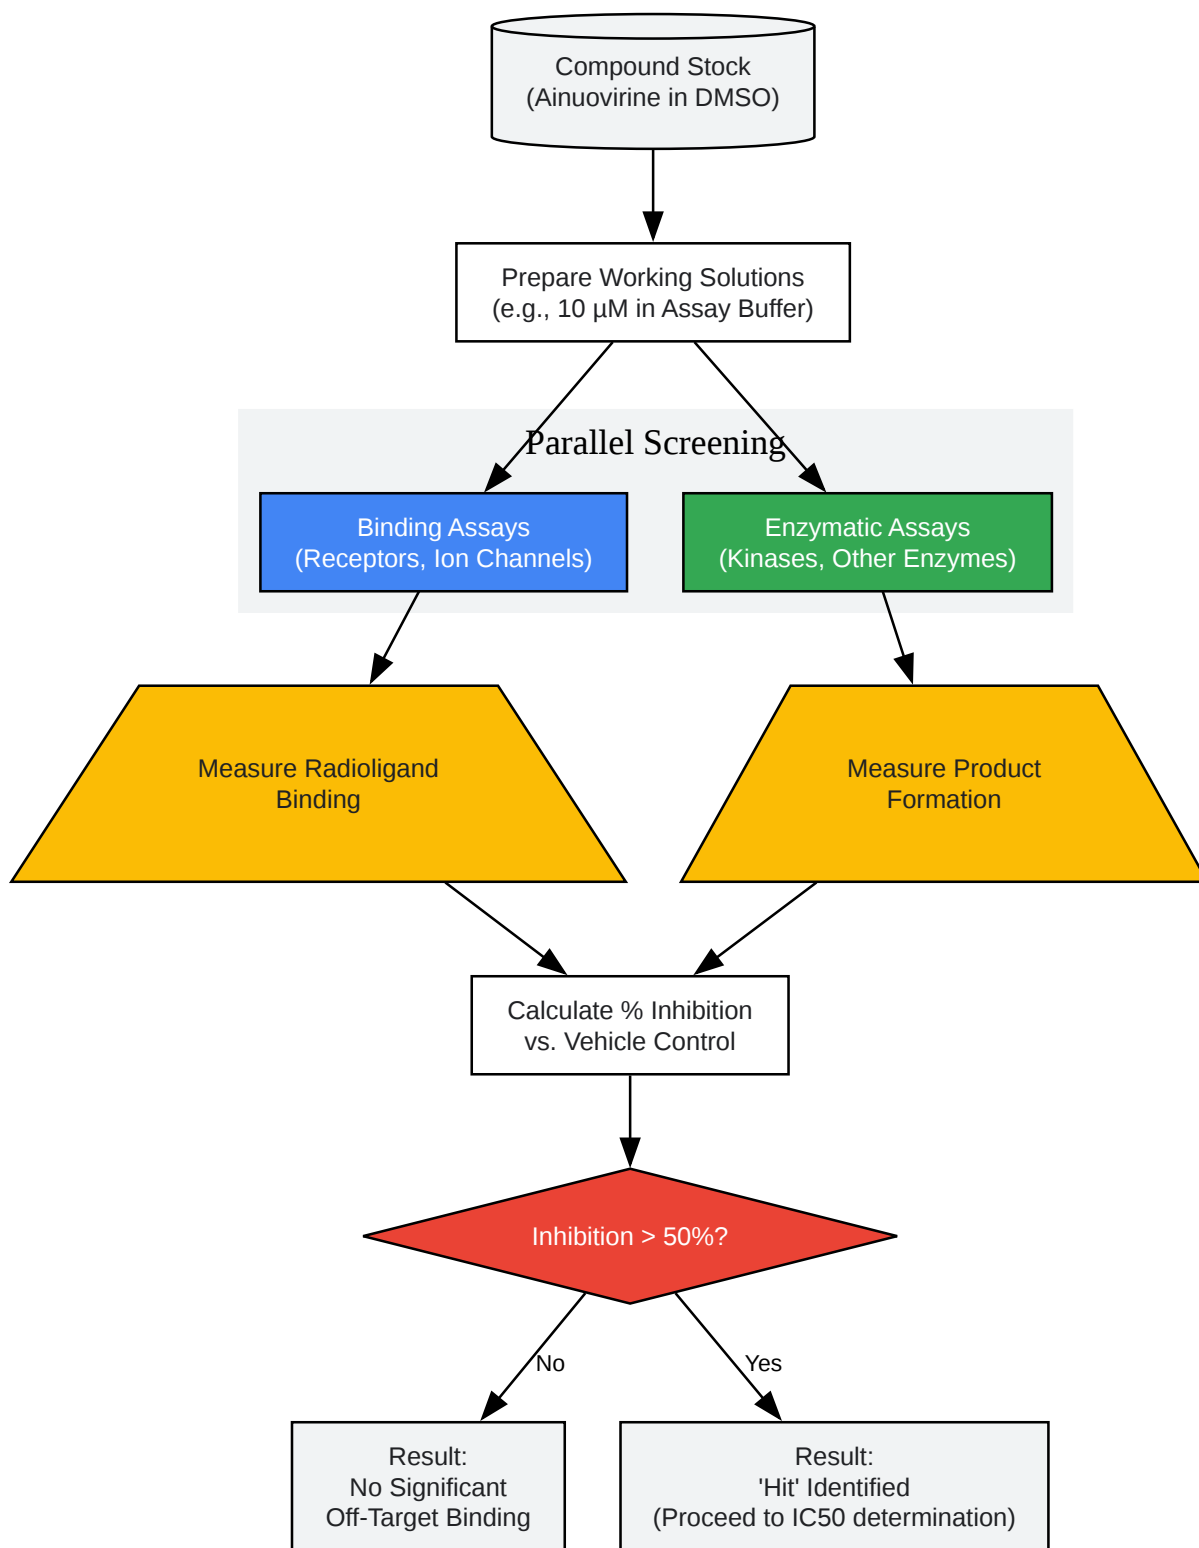 Compound Stock
(Ainuovirine in DMSO)
Prepare Working Solutions
(e.g., 10 µM in Assay Buffer)
Parallel Screening
Binding Assays
(Receptors, Ion Channels)
Enzymatic Assays
(Kinases, Other Enzymes)
Measure Radioligand
Binding
Measure Product
Formation
Calculate % Inhibition
vs. Vehicle Control
Inhibition > 50%?
No
Yes
Result:
No Significant
Off-Target Binding
Result:
'Hit' Identified
(Proceed to IC50 determination)